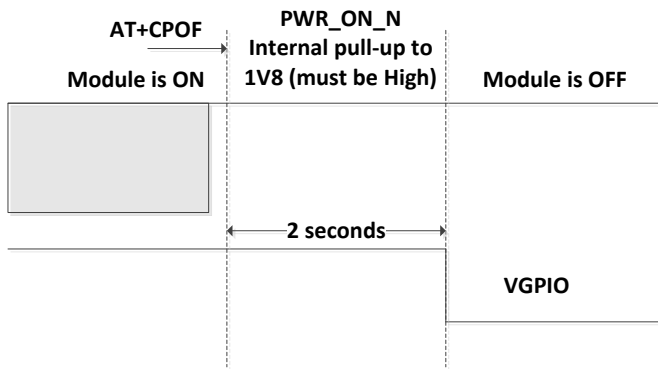 AT+CPOF
PWR_ON_N
Internal pull-up to
1V8 (must be High)
Module is ON
Module is OFF
2 seconds
VGPIO